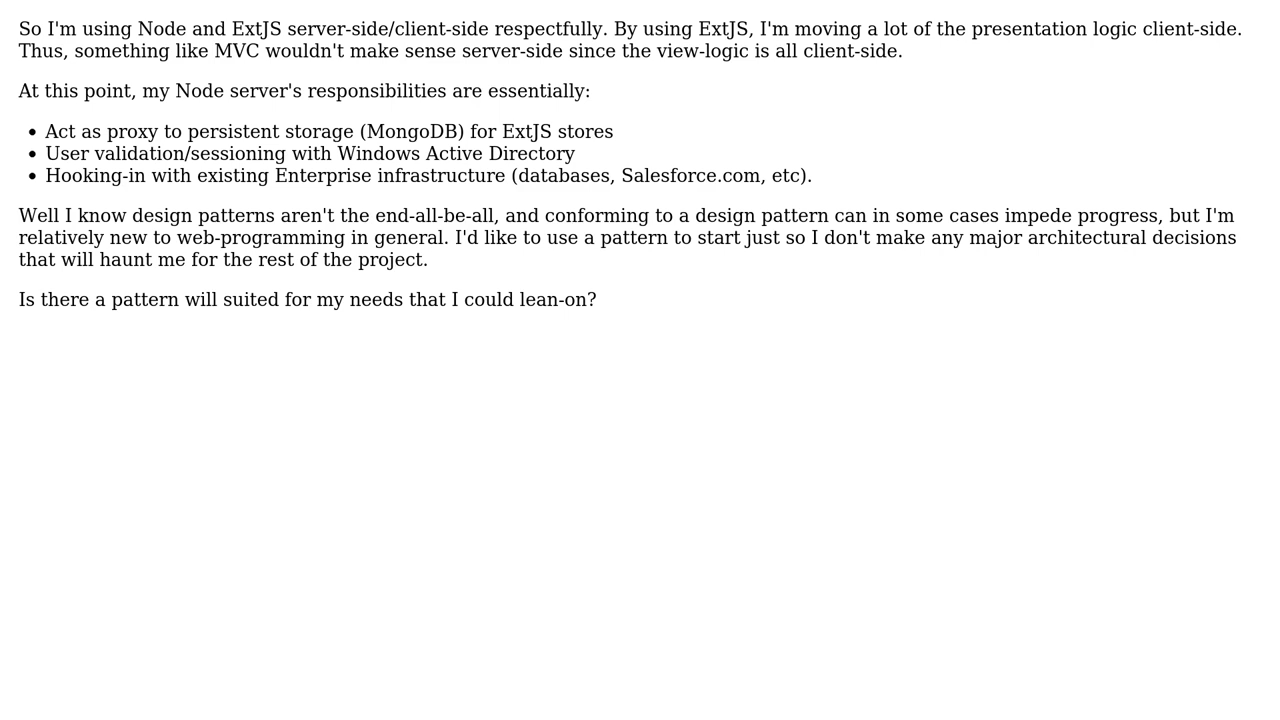 So I'm using Node and ExtJS server-side/client-side respectfully. By using ExtJS, I'm moving a lot of the presentation logic client-side.
Thus, something like MVC wouldn't make sense server-side since the view-logic is all client-side.
At this point, my Node server's responsibilities are essentially:
• Act as proxy to persistent storage (MongoDB) for ExtJS stores
• User validation/sessioning with Windows Active Directory
• Hooking-in with existing Enterprise infrastructure (databases, Salesforce.com, etc).
Well I know design patterns aren't the end-all-be-all, and conforming to a design pattern can in some cases impede progress, but I'm
relatively new to web-programming in general. I'd like to use a pattern to start just so I don't make any major architectural decisions
that will haunt me for the rest of the project.
Is there a pattern will suited for my needs that I could lean-on?